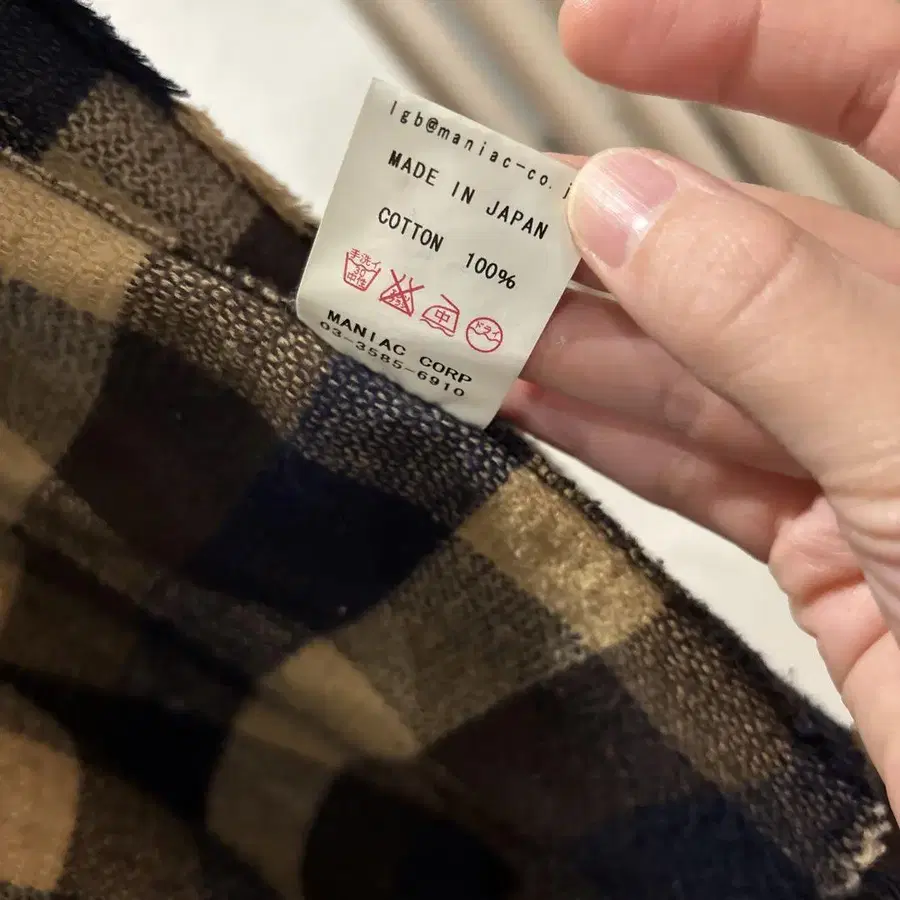 lgb@maniac-co.j
MADE IN JAPAN
COTTON 100%
手洗イ 30 中性
中 ドライ
MANIAC CORP
03-3585-6910